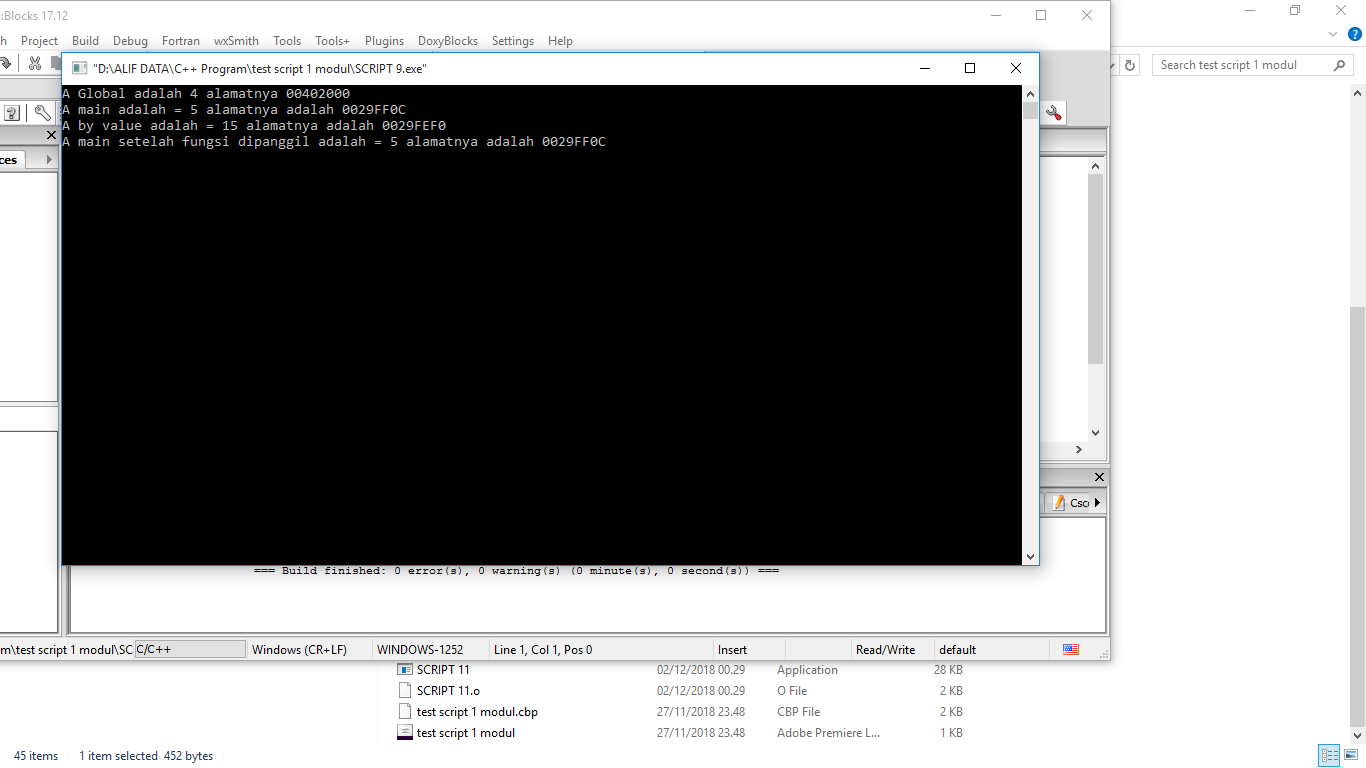 :Blocks 17.12
h Project Build Debug Fortran wxSmith Tools Tools+ Plugins DoxyBlocks Settings Help
Search test script 1 modul
"D:\ALIF DATA\C++ Program\test script 1 modul\SCRIPT 9.exe"
A Global adalah 4 alamatnya 00402000
A main adalah = 5 alamatnya adalah 0029FF0C
A by value adalah = 15 alamatnya adalah 0029FEF0
A main setelah fungsi dipanggil adalah = 5 alamatnya adalah 0029FF0C
ces
Csc
=== Build finished: 0 error(s), 0 warning(s) (0 minute(s), 0 second(s)) ===
m\test script 1 modul\SC C/C++ Windows (CR+LF) WINDOWS-1252 Line 1, Col 1, Pos 0 Insert Read/Write default
SCRIPT 11 02/12/2018 00.29 Application 28 KB
SCRIPT 11.o 02/12/2018 00.29 O File 2 KB
test script 1 modul.cbp 27/11/2018 23.48 CBP File 2 KB
test script 1 modul 27/11/2018 23.48 Adobe Premiere L... 1 KB
45 items 1 item selected 452 bytes